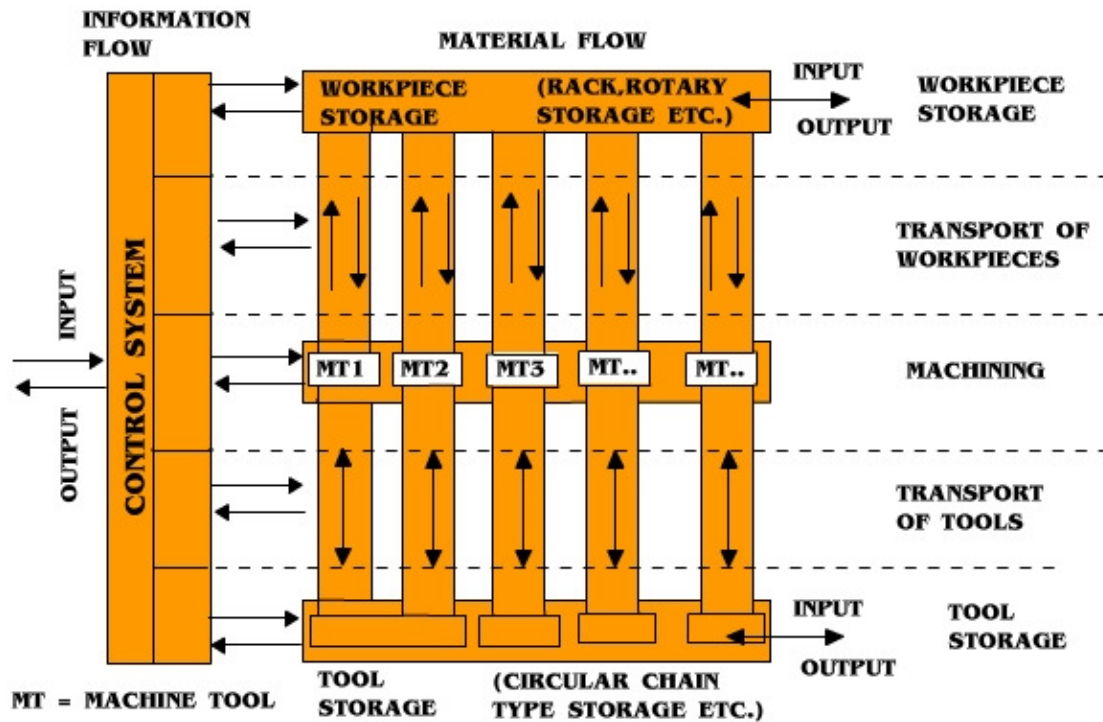 INFORMATION
FLOW
MATERIAL FLOW
WORKPIECE
STORAGE
(RACK,ROTARY
STORAGE ETC.)
INPUT
OUTPUT
WORKPIECE
STORAGE
TRANSPORT OF
WORKPIECES
INPUT
OUTPUT
CONTROL SYSTEM
MT1
MT2
MT3
MT..
MT..
MACHINING
TRANSPORT
OF TOOLS
INPUT
OUTPUT
TOOL
STORAGE
TOOL
STORAGE
(CIRCULAR CHAIN
TYPE STORAGE ETC.)
MT = MACHINE TOOL